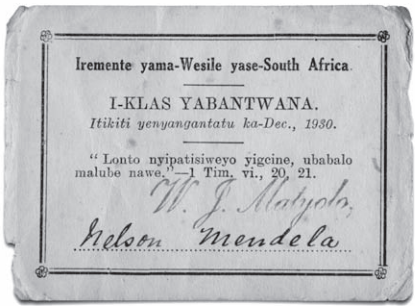 Iremente yama-Wesile yase-South Africa.
I-KLAS YABANTWANA.
Itikiti yenyangantatu ka-Dec., 1930.
“ Lonto nyipatisiweyo yigcine, ubabalo
malube nawe.”—1 Tim. vi., 20, 21.
W. J.
Nelson Mendela